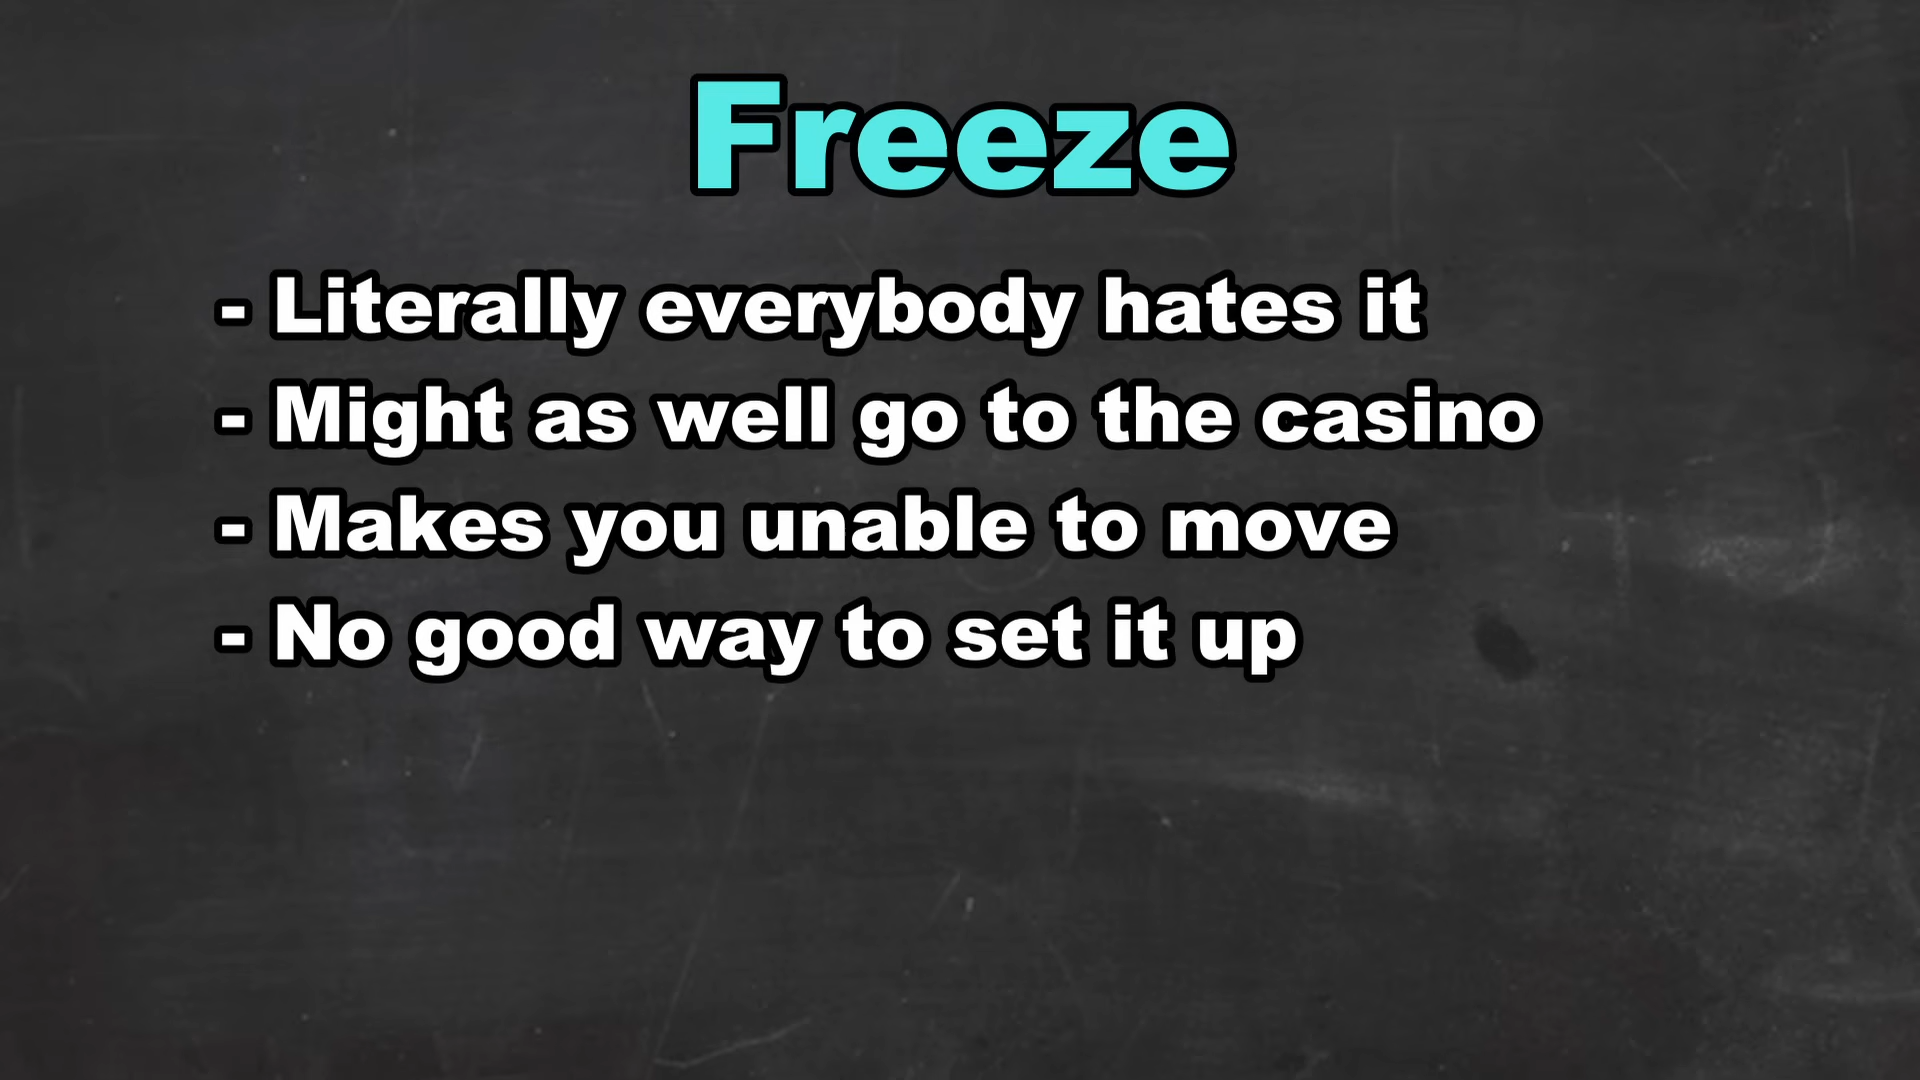 Freeze
- Literally everybody hates it
- Might as well go to the casino
- Makes you unable to move
- No good way to set it up